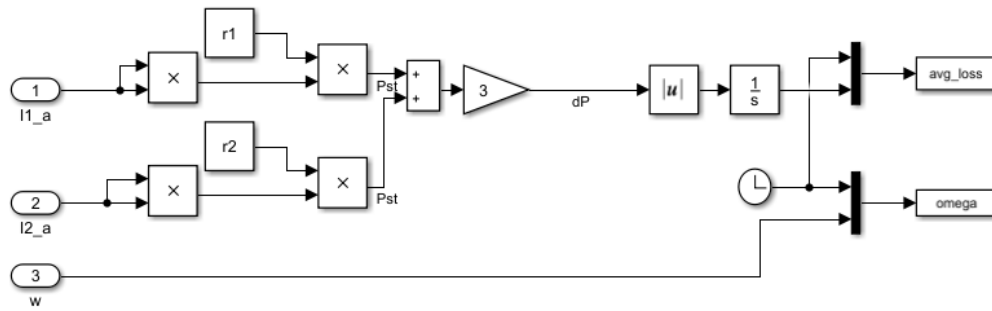 r1
×
×
1
I1_a
Pst
+
+
3
dP
|u|
1
s
avg_loss
r2
×
×
2
I2_a
Pst
omega
3
w